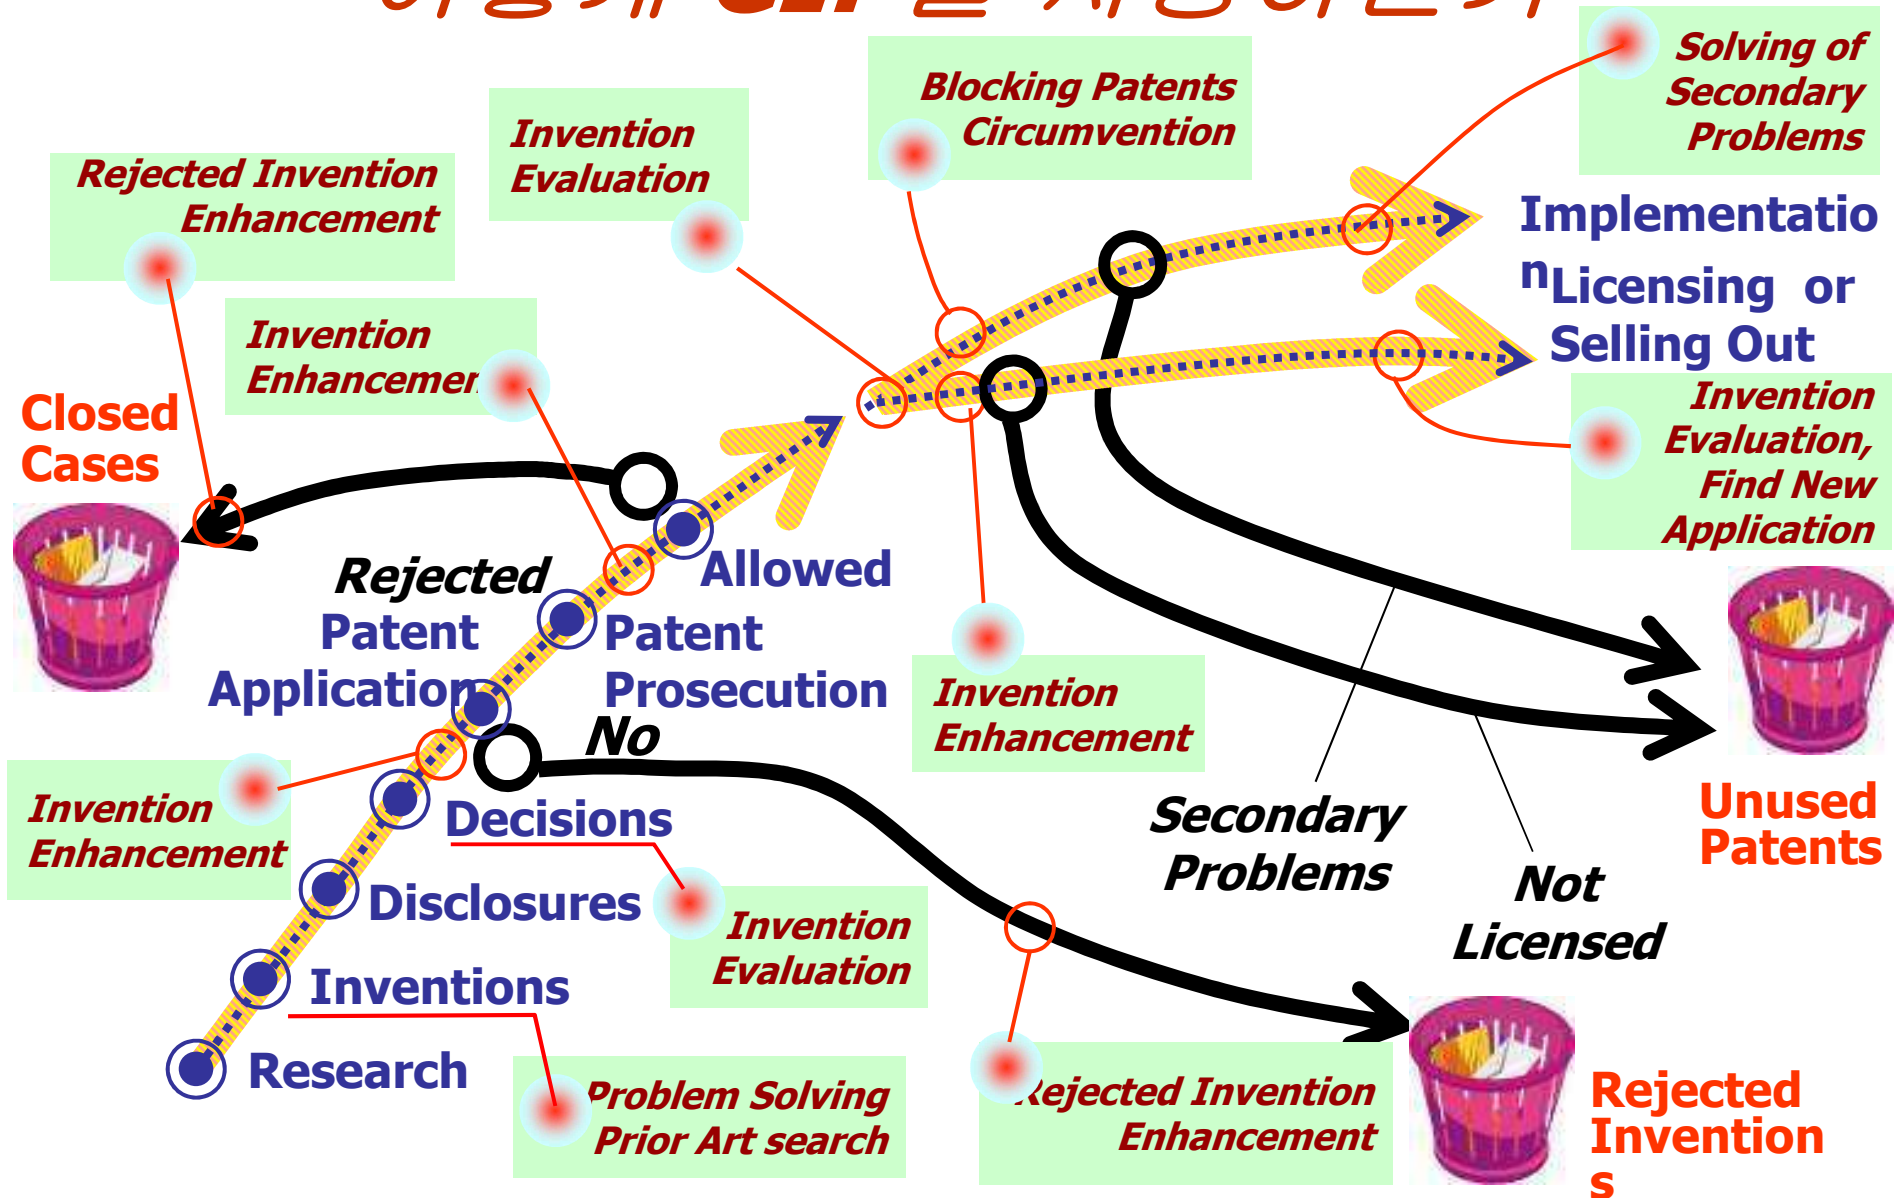 Solving of
Secondary
Problems
Blocking Patents
Circumvention
Invention
Evaluation
Rejected Invention
Enhancement
Implementatio
n
Licensing or
Selling Out
Invention
Enhancemen
Closed
Cases
Invention
Evaluation,
Find New
Application
Rejected
Allowed
Patent
Application
Patent
Prosecution
No
Invention
Enhancement
Invention
Enhancement
Decisions
Secondary
Problems
Unused
Patents
Not
Licensed
Disclosures
Invention
Evaluation
Inventions
Research
Problem Solving
Prior Art search
Rejected Invention
Enhancement
Rejected
Invention
s